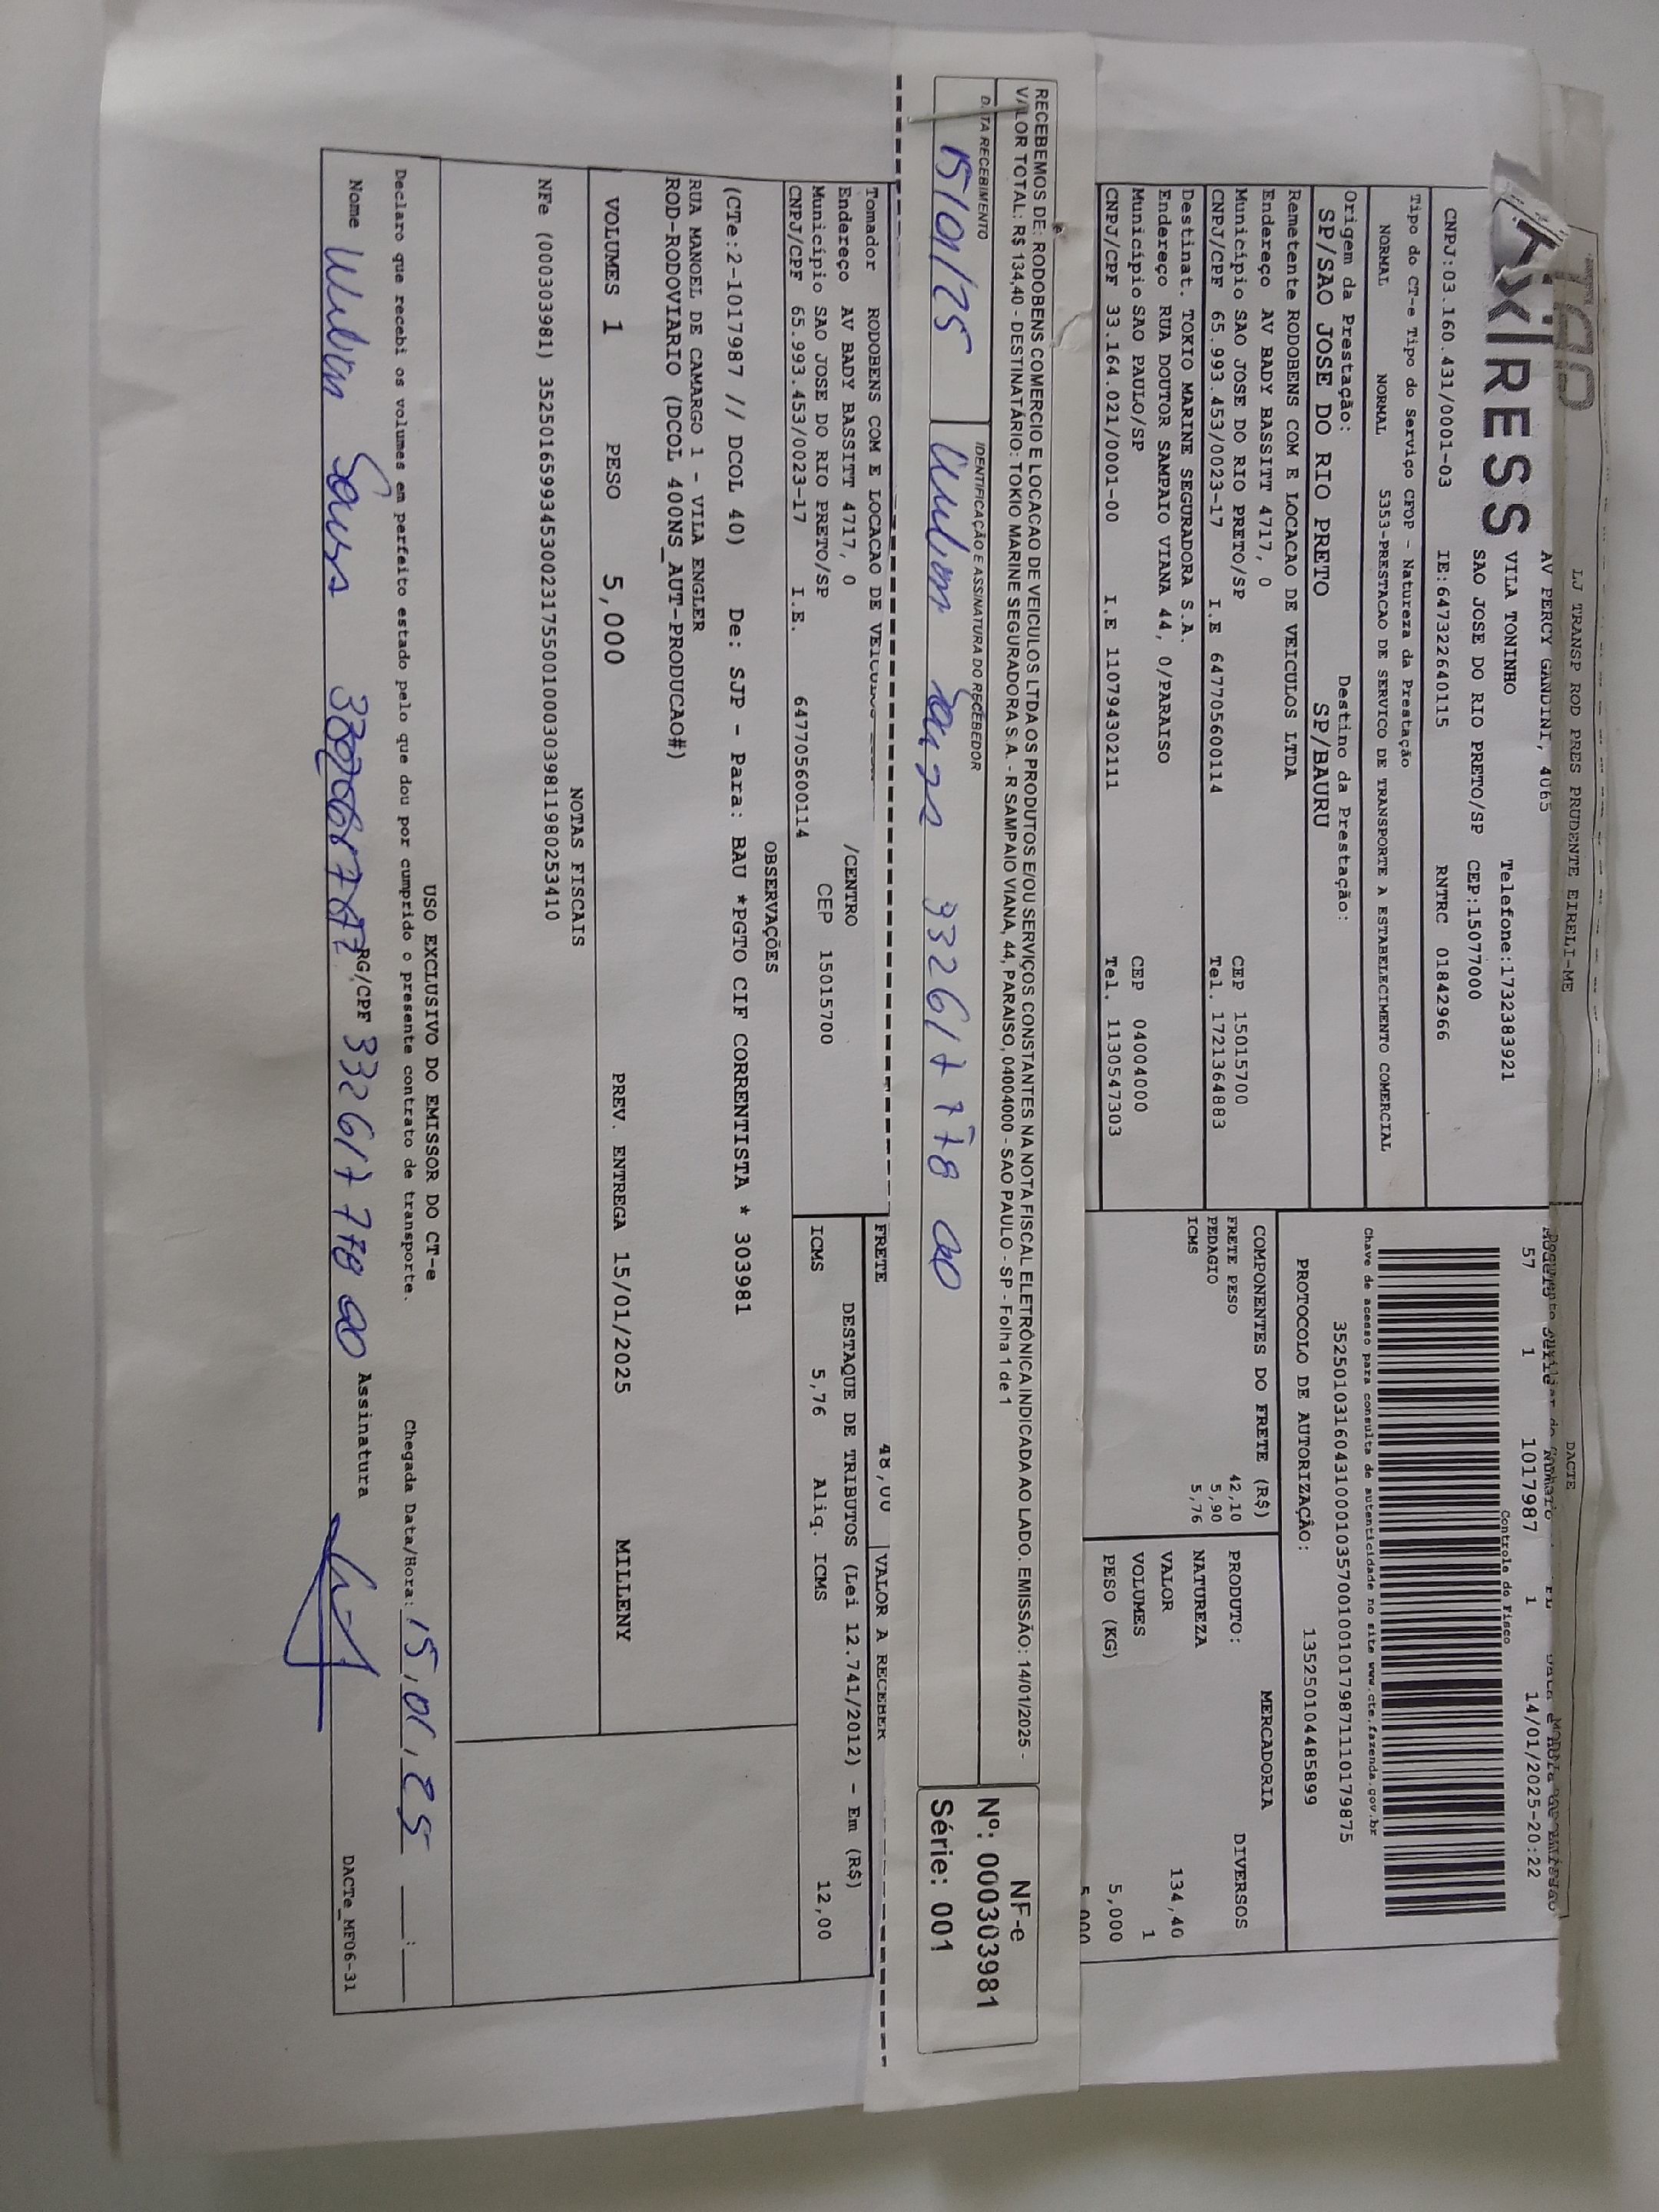 LJ TRANSP ROD PRES PRUDENTE EIRELI-ME
AV PERCY GANDINI, 4065
VILA TONINHO Telefone:1732383921
SAO JOSE DO RIO PRETO/SP CEP:15077000
CNPJ:03.160.431/0001-03 IE:647322640115 RNTRC 01842966
Tipo do CT-e Tipo do Serviço CFOP - Natureza da Prestação
NORMAL NORMAL 5353-PRESTACAO DE SERVICO DE TRANSPORTE A ESTABELECIMENTO COMERCIAL
Origem da Prestação: Destino da Prestação:
SP/SAO JOSE DO RIO PRETO SP/BAURU
Remetente RODOBENS COM E LOCACAO DE VEICULOS LTDA
Endereço AV BADY BASSITT 4717, 0
Município SAO JOSE DO RIO PRETO/SP CEP 15015700
CNPJ/CPF 65.993.453/0023-17 I.E 647705600114 Tel. 1721364883
Destinat. TOKIO MARINE SEGURADORA S.A.
Endereço RUA DOUTOR SAMPAIO VIANA 44, 0/PARAISO
Município SAO PAULO/SP CEP 04004000
CNPJ/CPF 33.164.021/0001-00 I.E 110794302111 Tel. 1130547303
DACTE
57 1 1017987 1 14/01/2025-20:22
Controle do Fisco
Chave de acesso para consulta de autenticidade no site www.cte.fazenda.gov.br
35250103160431000103570010010179871110179875
PROTOCOLO DE AUTORIZAÇÃO: 135250104485899
COMPONENTES DO FRETE (R$)
FRETE PESO 42,10
PEDAGIO 5,90
ICMS 5,76
MERCADORIA
PRODUTO: DIVERSOS
NATUREZA
VALOR 134,40
VOLUMES 1
PESO (KG) 5,000
RECEBEMOS DE: RODOBENS COMERCIO E LOCACAO DE VEICULOS LTDA OS PRODUTOS E/OU SERVIÇOS CONSTANTES NA NOTA FISCAL ELETRÔNICA INDICADA AO LADO. EMISSÃO: 14/01/2025 -
VALOR TOTAL: R$ 134,40 - DESTINATÁRIO: TOKIO MARINE SEGURADORA S.A. - R SAMPAIO VIANA, 44, PARAISO, 04004000 - SAO PAULO - SP - Folha 1 de 1
DATA RECEBIMENTO IDENTIFICAÇÃO E ASSINATURA DO RECEBEDOR
15/01/25
NF-e
Nº: 000303981
Série: 001
Tomador RODOBENS COM E LOCACAO DE VEICULOS
Endereço AV BADY BASSITT 4717, 0 /CENTRO
Município SAO JOSE DO RIO PRETO/SP CEP 15015700
CNPJ/CPF 65.993.453/0023-17 I.E. 647705600114
FRETE 48,00 VALOR A RECEBER
DESTAQUE DE TRIBUTOS (Lei 12.741/2012) - Em (R$)
ICMS 5,76 Aliq. ICMS 12,00
OBSERVAÇÕES
(CTe:2-1017987 // DCOL 40) De: SJP - Para: BAU *PGTO CIF CORRENTISTA * 303981
RUA MANOEL DE CAMARGO 1 - VILA ENGLER
ROD-RODOVIARIO (DCOL 400NS_AUT-PRODUCAO#)
VOLUMES 1 PESO 5,000 PREV. ENTREGA 15/01/2025 MILLENY
NOTAS FISCAIS
NFe (000303981) 35250165993453002317550010003039811980253410
USO EXCLUSIVO DO EMISSOR DO CT-e
Declaro que recebi os volumes em perfeito estado pelo que dou por cumprido o presente contrato de transporte. Chegada Data/Hora: 15/01/25 __:__
Nome RG/CPF 332617778 00 Assinatura
DACTe_MF06-31